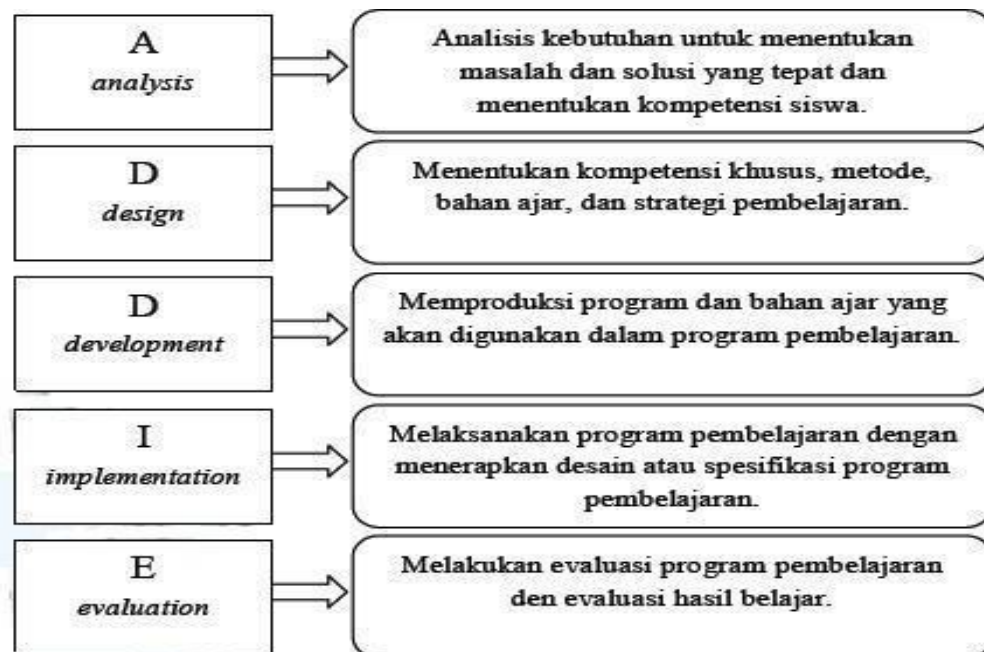 A
analysis
Analisis kebutuhan untuk menentukan
masalah dan solusi yang tepat dan
menentukan kompetensi siswa.
D
design
Menentukan kompetensi khusus, metode,
bahan ajar, dan strategi pembelajaran.
D
development
Memproduksi program dan bahan ajar yang
akan digunakan dalam program pembelajaran.
I
implementation
Melaksanakan program pembelajaran dengan
menerapkan desain atau spesifikasi program
pembelajaran.
E
evaluation
Melakukan evaluasi program pembelajaran
den evaluasi hasil belajar.